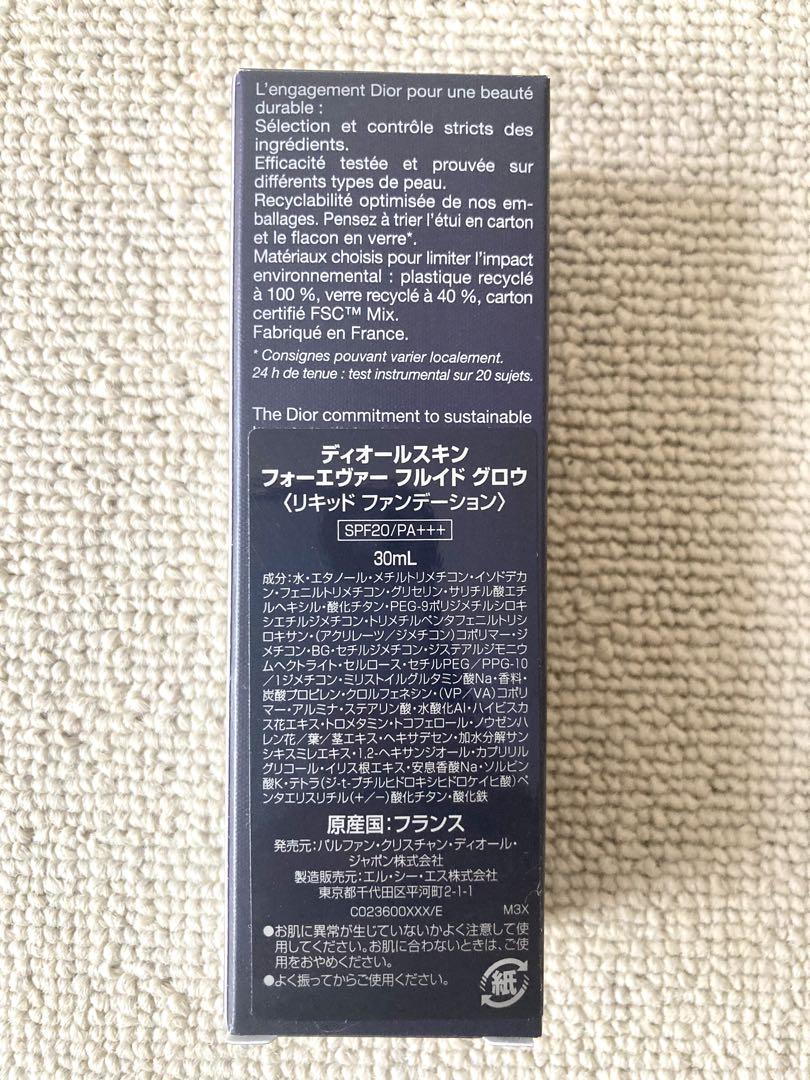 L'engagement Dior pour une beauté
durable :
Sélection et contrôle stricts des
ingrédients.
Efficacité testée et prouvée sur
différents types de peau.
Recyclabilité optimisée de nos em-
ballages. Pensez à trier l'étui en carton
et le flacon en verre*.
Matériaux choisis pour limiter l'impact
environnemental : plastique recyclé
à 100 %, verre recyclé à 40 %, carton
certifié FSC™ Mix.
Fabriqué en France.
* Consignes pouvant varier localement.
24 h de tenue : test instrumental sur 20 sujets.
The Dior commitment to sustainable
ディオールスキン
フォーエヴァー フルイド グロウ
〈リキッド ファンデーション〉
SPF20/PA+++
30mL
成分:水・エタノール・メチルトリメチコン・イソドデカ
ン・フェニルトリメチコン・グリセリン・サリチル酸エチ
ルヘキシル・酸化チタン・PEG-9ポリジメチルシロキ
シエチルジメチコン・トリメチルペンタフェニルトリシ
ロキサン・(アクリレーツ/ジメチコン)コポリマー・ジ
メチコン・BG・セチルジメチコン・ジステアルジモニウ
ムヘクトライト・セルロース・セチルPEG/PPG-10
/1ジメチコン・ミリストイルグルタミン酸Na・香料・
炭酸プロピレン・クロルフェネシン・(VP/VA)コポリ
マー・アルミナ・ステアリン酸・水酸化Al・ハイビスカ
ス花エキス・トロメタミン・トコフェロール・ノウゼンハ
レン花/葉/茎エキス・ヘキサデセン・加水分解サン
シキスミレエキス・1,2-ヘキサンジオール・カプリリル
グリコール・イリス根エキス・安息香酸Na・ソルビン
酸K・テトラ(ジ-t-ブチルヒドロキシヒドロケイヒ酸)ペ
ンタエリスリチル(+/-)酸化チタン・酸化鉄
原産国:フランス
発売元:パルファン・クリスチャン・ディオール・
ジャポン株式会社
製造販売元:エル・シー・エス株式会社
東京都千代田区平河町2-1-1
C023600XXX/E M3X
●お肌に異常が生じていないかよく注意して使
用してください。お肌に合わないときは、ご使
用をおやめください。
●よく振ってからご使用ください。
紙